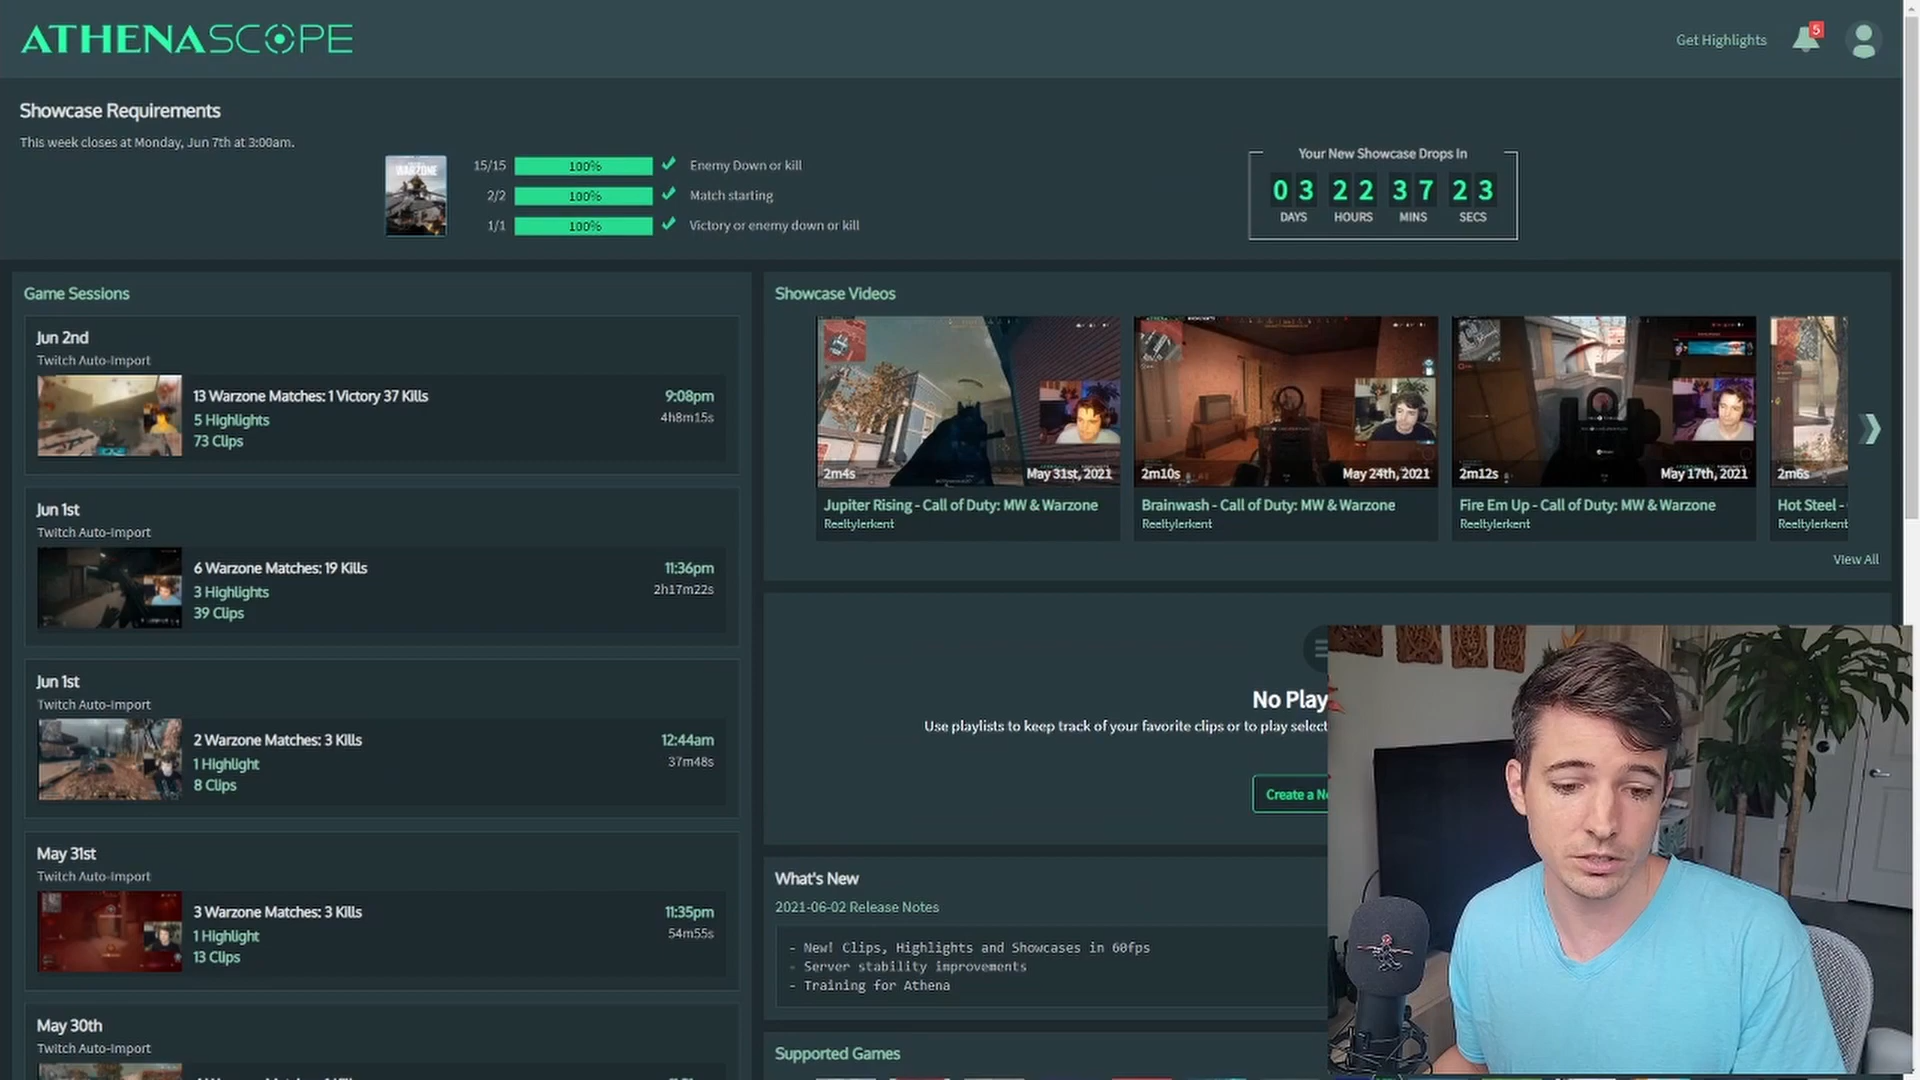 ATHENASCOPE
Get Highlights
5
Showcase Requirements
This week closes at Monday, Jun 7th at 3:00am.
WARZONE
15/15 100% Enemy Down or kill
2/2 100% Match starting
1/1 100% Victory or enemy down or kill
Your New Showcase Drops In
03 22 37 23
DAYS HOURS MINS SECS
Game Sessions
Jun 2nd
Twitch Auto-Import
13 Warzone Matches: 1 Victory 37 Kills 9:08pm
5 Highlights 4h8m15s
73 Clips
Jun 1st
Twitch Auto-Import
6 Warzone Matches: 19 Kills 11:36pm
3 Highlights 2h17m22s
39 Clips
Jun 1st
Twitch Auto-Import
2 Warzone Matches: 3 Kills 12:44am
1 Highlight 37m48s
8 Clips
May 31st
Twitch Auto-Import
3 Warzone Matches: 3 Kills 11:35pm
1 Highlight 54m55s
13 Clips
May 30th
Twitch Auto-Import
Showcase Videos
2m4s May 31st, 2021
Jupiter Rising - Call of Duty: MW & Warzone
Reeltylerkent
2m10s May 24th, 2021
Brainwash - Call of Duty: MW & Warzone
Reeltylerkent
2m12s May 17th, 2021
Fire Em Up - Call of Duty: MW & Warzone
Reeltylerkent
2m6s
Hot Steel -
Reeltylerkent
View All
No Play
Use playlists to keep track of your favorite clips or to play select
Create a N
What's New
2021-06-02 Release Notes
- New! Clips, Highlights and Showcases in 60fps
- Server stability improvements
- Training for Athena
Supported Games